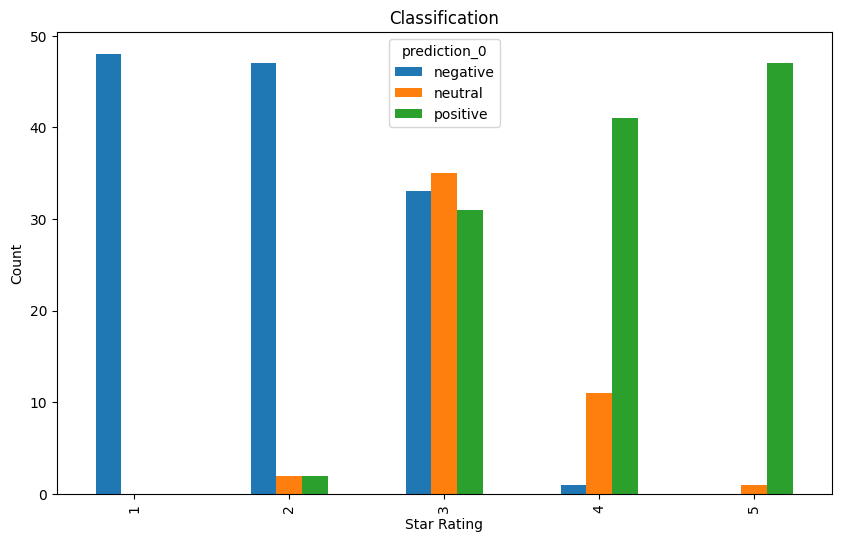 Classification
50
40
30
20
10
0
Count
prediction_0
negative
neutral
positive
1
2
3
4
5
Star Rating